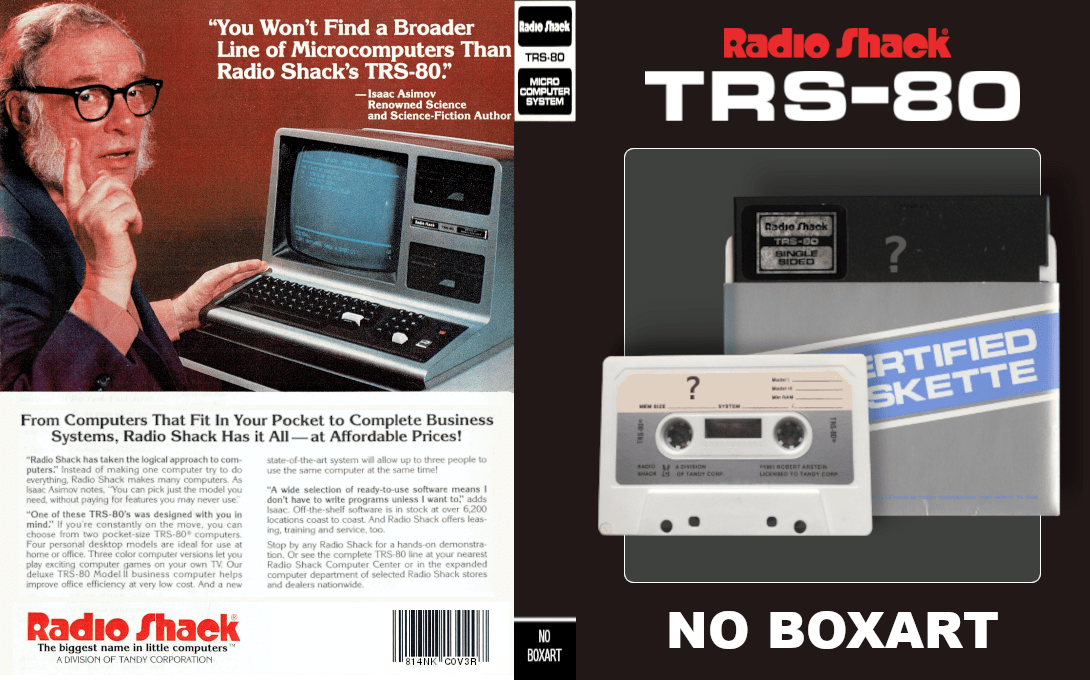 “You Won’t Find a Broader
Line of Microcomputers Than
Radio Shack’s TRS-80.”
—Isaac Asimov
Renowned Science
and Science-Fiction Author
From Computers That Fit In Your Pocket to Complete Business
Systems, Radio Shack Has it All—at Affordable Prices!
“Radio Shack has taken the logical approach to com-
puters.” Instead of making one computer try to do
everything, Radio Shack makes many computers. As
Isaac Asimov notes, “You can pick just the model you
need, without paying for features you may never use.”
“One of these TRS-80’s was designed with you in
mind.” If you’re constantly on the move, you can
choose from two pocket-size TRS-80® computers.
Four personal desktop models are ideal for use at
home or office. Three color computer versions let you
play exciting computer games on your own TV. Our
deluxe TRS-80 Model II business computer helps
improve office efficiency at very low cost. And a new
state-of-the-art system will allow up to three people to
use the same computer at the same time!
“A wide selection of ready-to-use software means I
don’t have to write programs unless I want to,” adds
Isaac. Off-the-shelf software is in stock at over 6,200
locations coast to coast. And Radio Shack offers leas-
ing, training and service, too.
Stop by any Radio Shack for a hands-on demonstra-
tion. Or see the complete TRS-80 line at your nearest
Radio Shack Computer Center or in the expanded
computer department of selected Radio Shack stores
and dealers nationwide.
Radio Shack®
The biggest name in little computers™
A DIVISION OF TANDY CORPORATION
814NK C0V3R
Radio Shack
TRS-80
MICRO
COMPUTER
SYSTEM
NO
BOXART
Radio Shack®
TRS-80
Radio Shack
TRS-80
SINGLE
SIDED
?
ERTIFIED
SKETTE
?
Model I
Model III
Min RAM
MEM SIZE SYSTEM /
TRS-80®
TRS-80®
RADIO
SHACK
A DIVISION
OF TANDY CORP.
LICENSED TO TANDY CORP.
NO BOXART